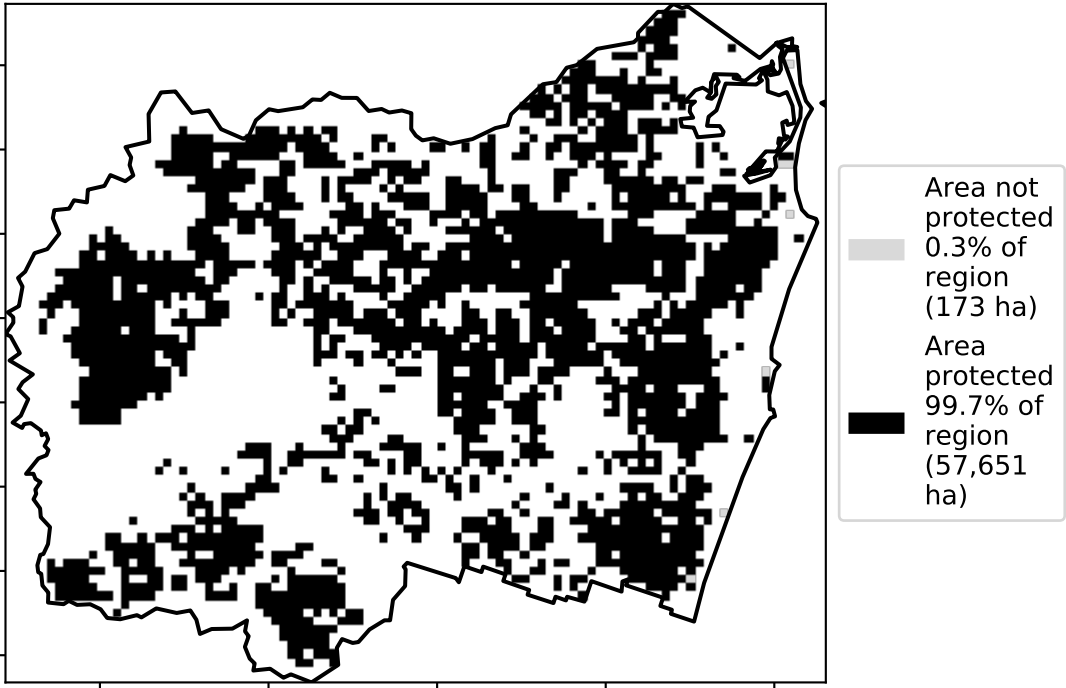 Area not
protected
0.3% of
region
(173 ha)
Area
protected
99.7% of
region
(57,651
ha)